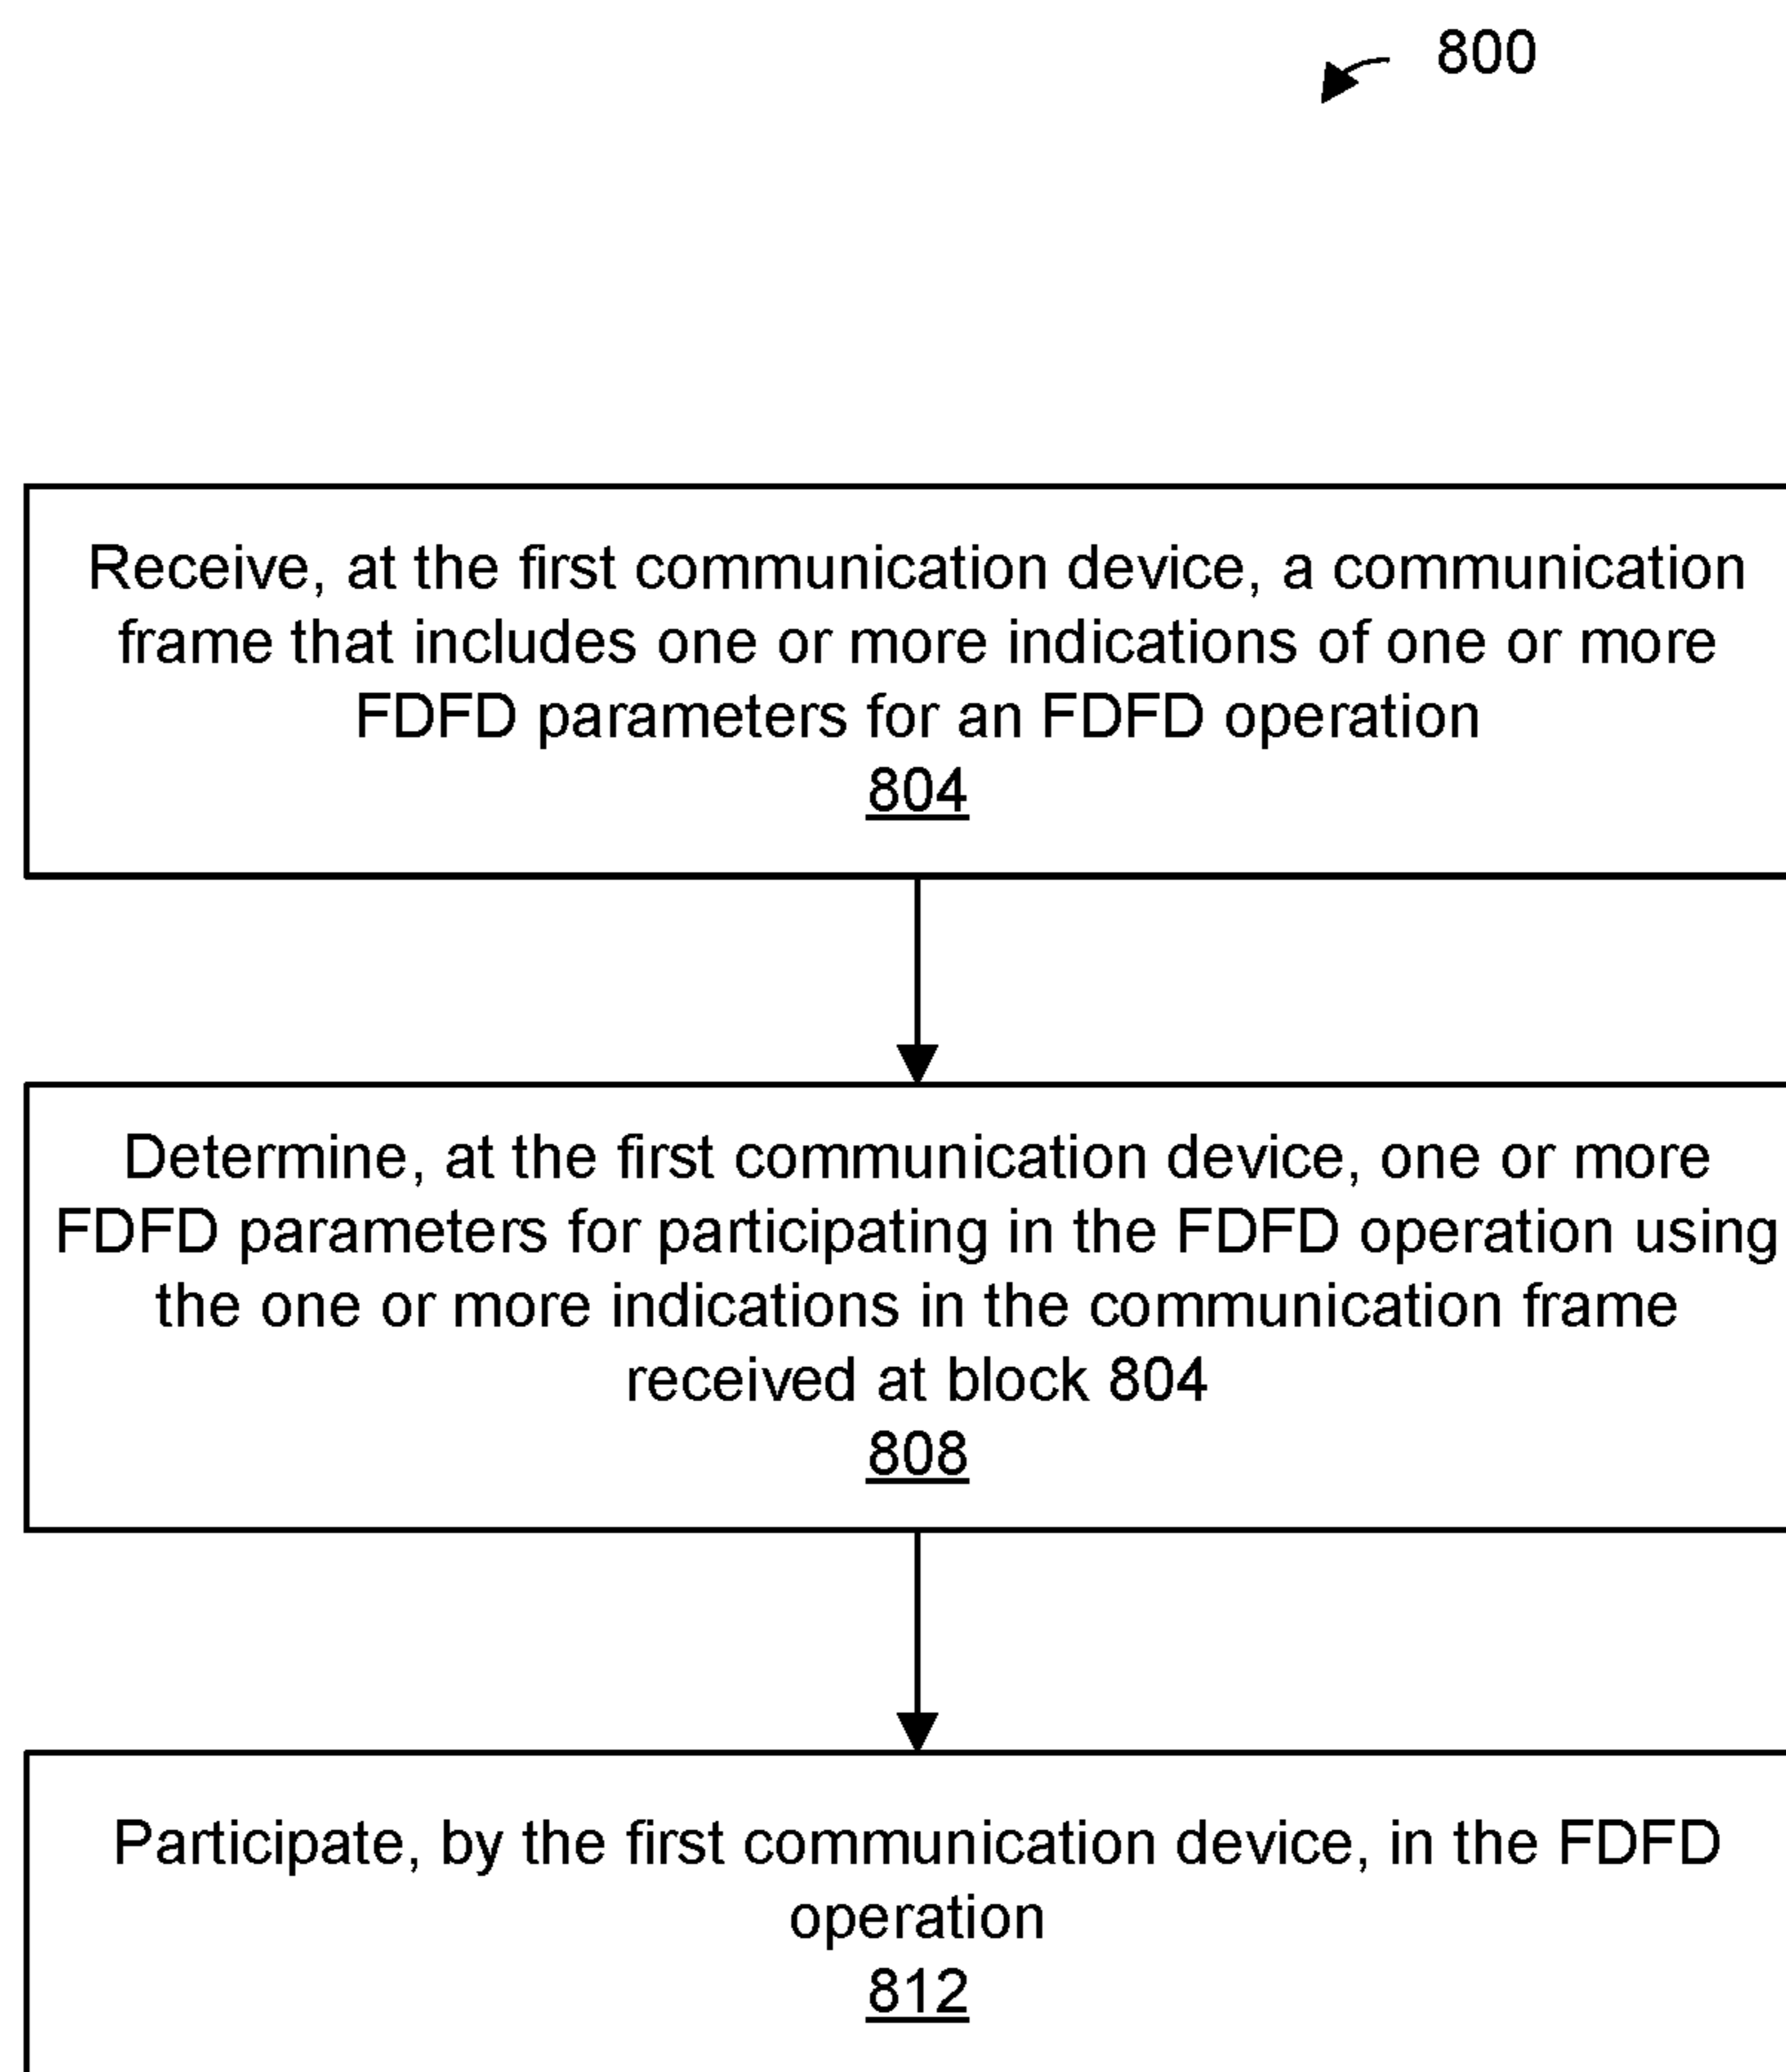 800
Receive, at the first communication device, a communication
frame that includes one or more indications of one or more
FDFD parameters for an FDFD operation
804
Determine, at the first communication device, one or more
FDFD parameters for participating in the FDFD operation using
the one or more indications in the communication frame
received at block 804
808
Participate, by the first communication device, in the FDFD
operation
812